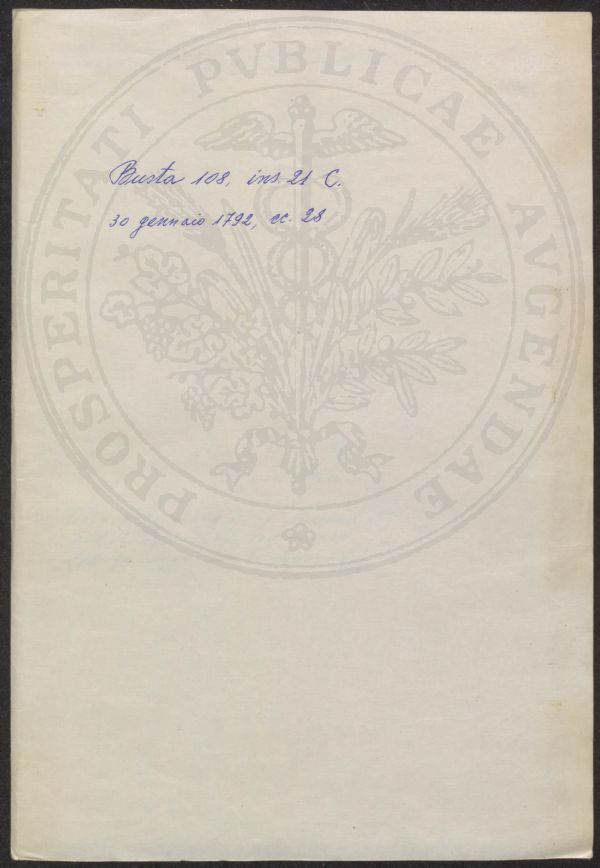 Busta 108, ins. 21 C.
30 gennaio 1792, cc. 28
PROSPERITATI PVBLICAE AVGENDAE